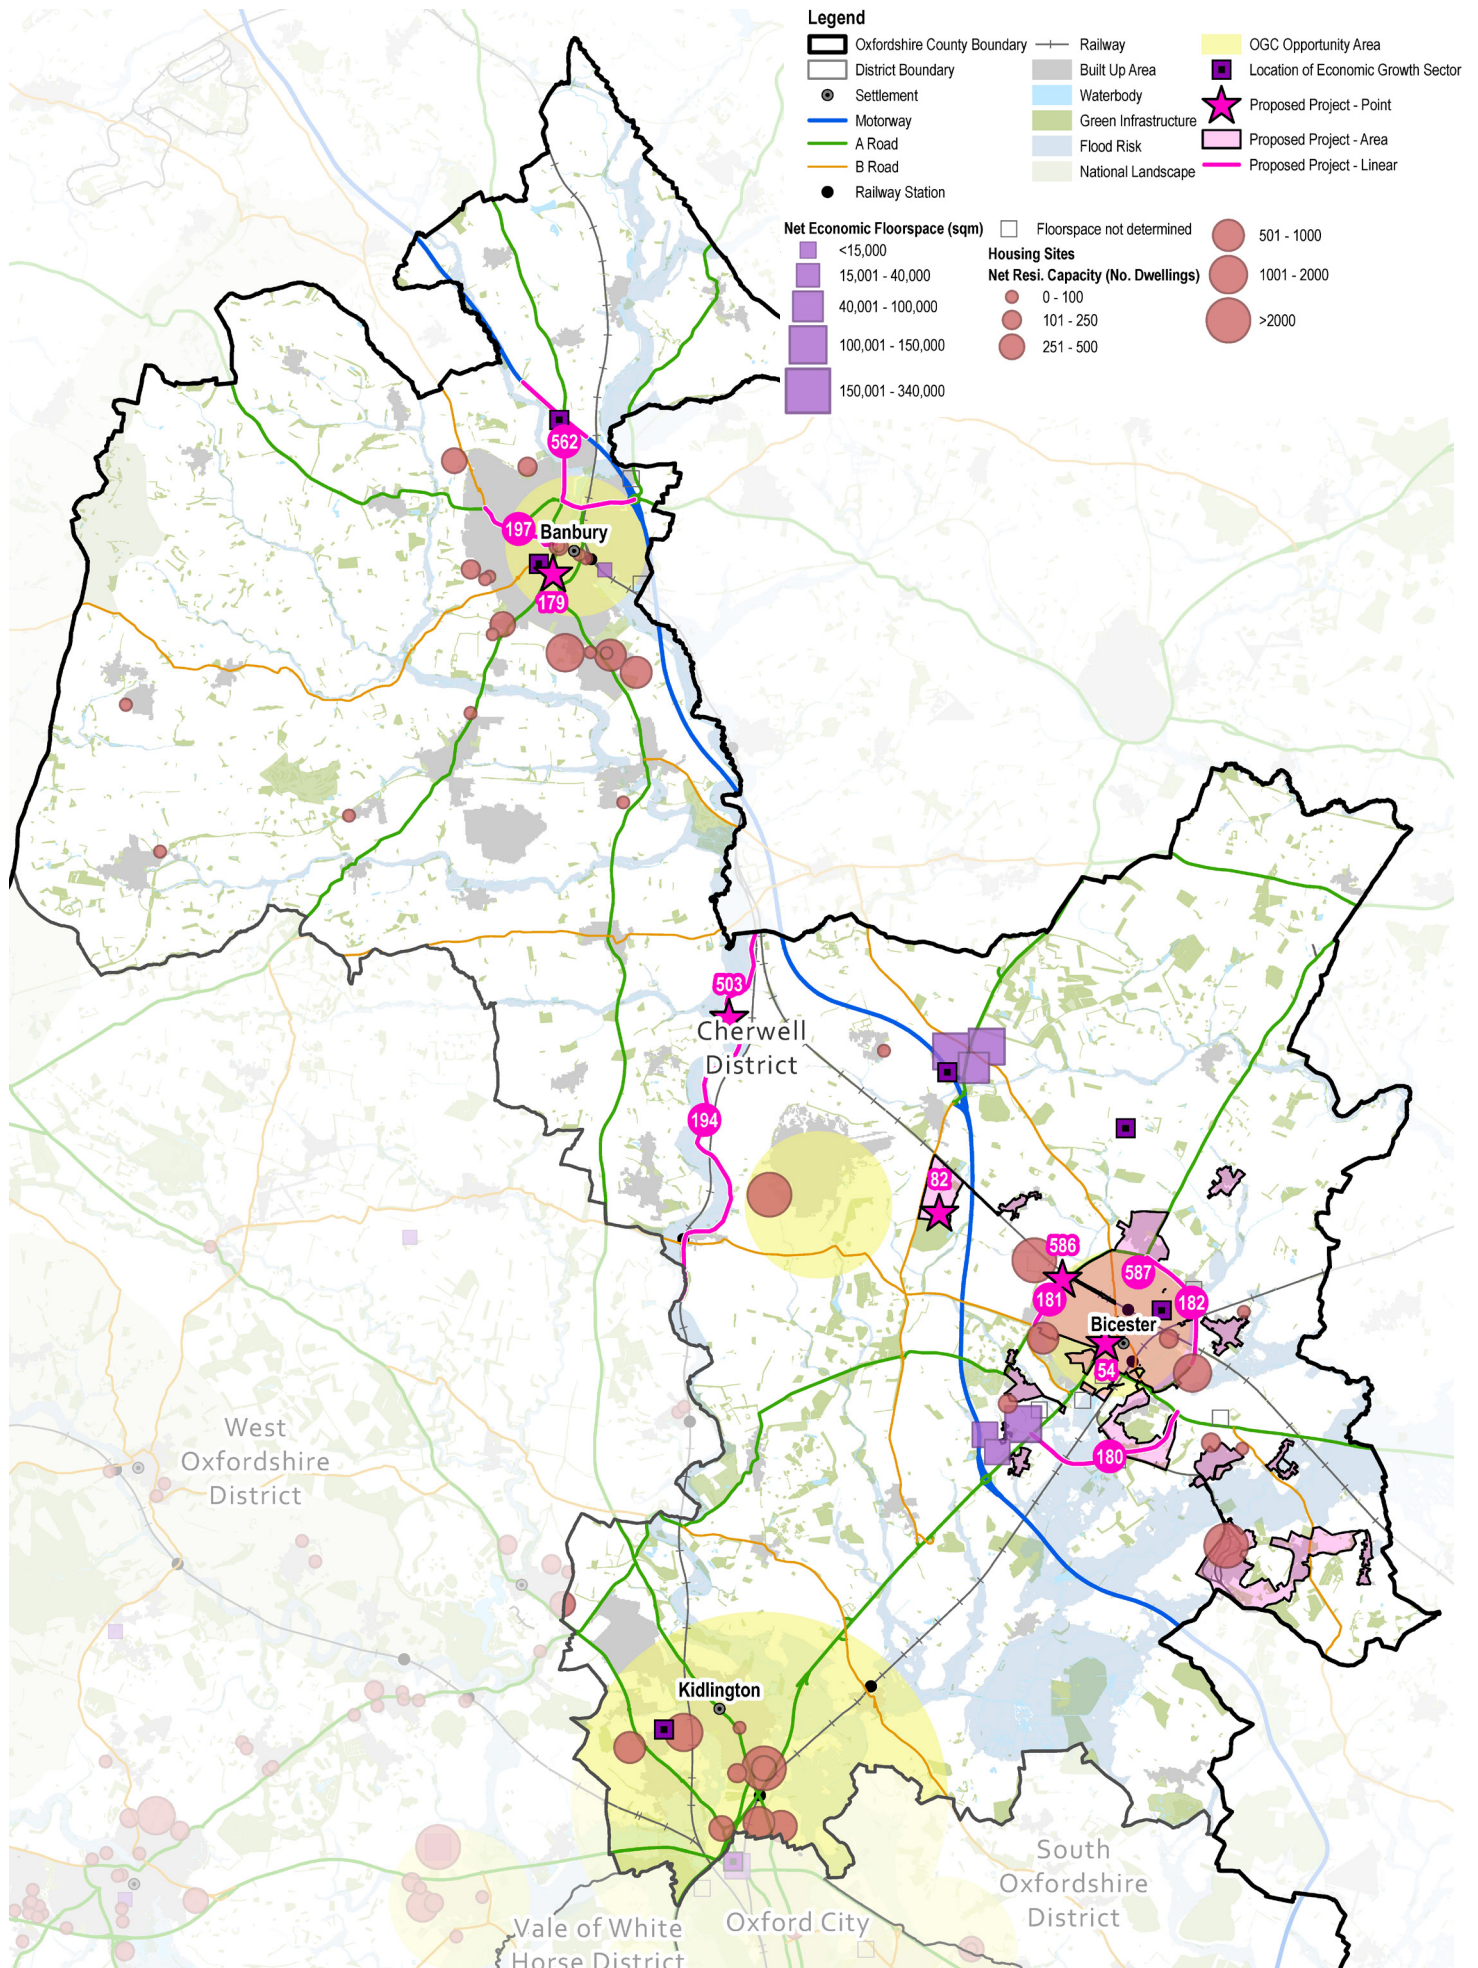 Legend
Oxfordshire County Boundary
District Boundary
Settlement
Motorway
A Road
B Road
Railway Station
Railway
Built Up Area
Waterbody
Green Infrastructure
Flood Risk
National Landscape
OGC Opportunity Area
Location of Economic Growth Sector
Proposed Project - Point
Proposed Project - Area
Proposed Project - Linear
Net Economic Floorspace (sqm)
<15,000
15,001 - 40,000
40,001 - 100,000
100,001 - 150,000
150,001 - 340,000
Floorspace not determined
Housing Sites
Net Resi. Capacity (No. Dwellings)
0 - 100
101 - 250
251 - 500
501 - 1000
1001 - 2000
>2000
562
197
Banbury
179
503
Cherwell
District
194
82
586
587
181
182
Bicester
54
180
West
Oxfordshire
District
Kidlington
South
Oxfordshire
District
Vale of White
Horse District
Oxford City